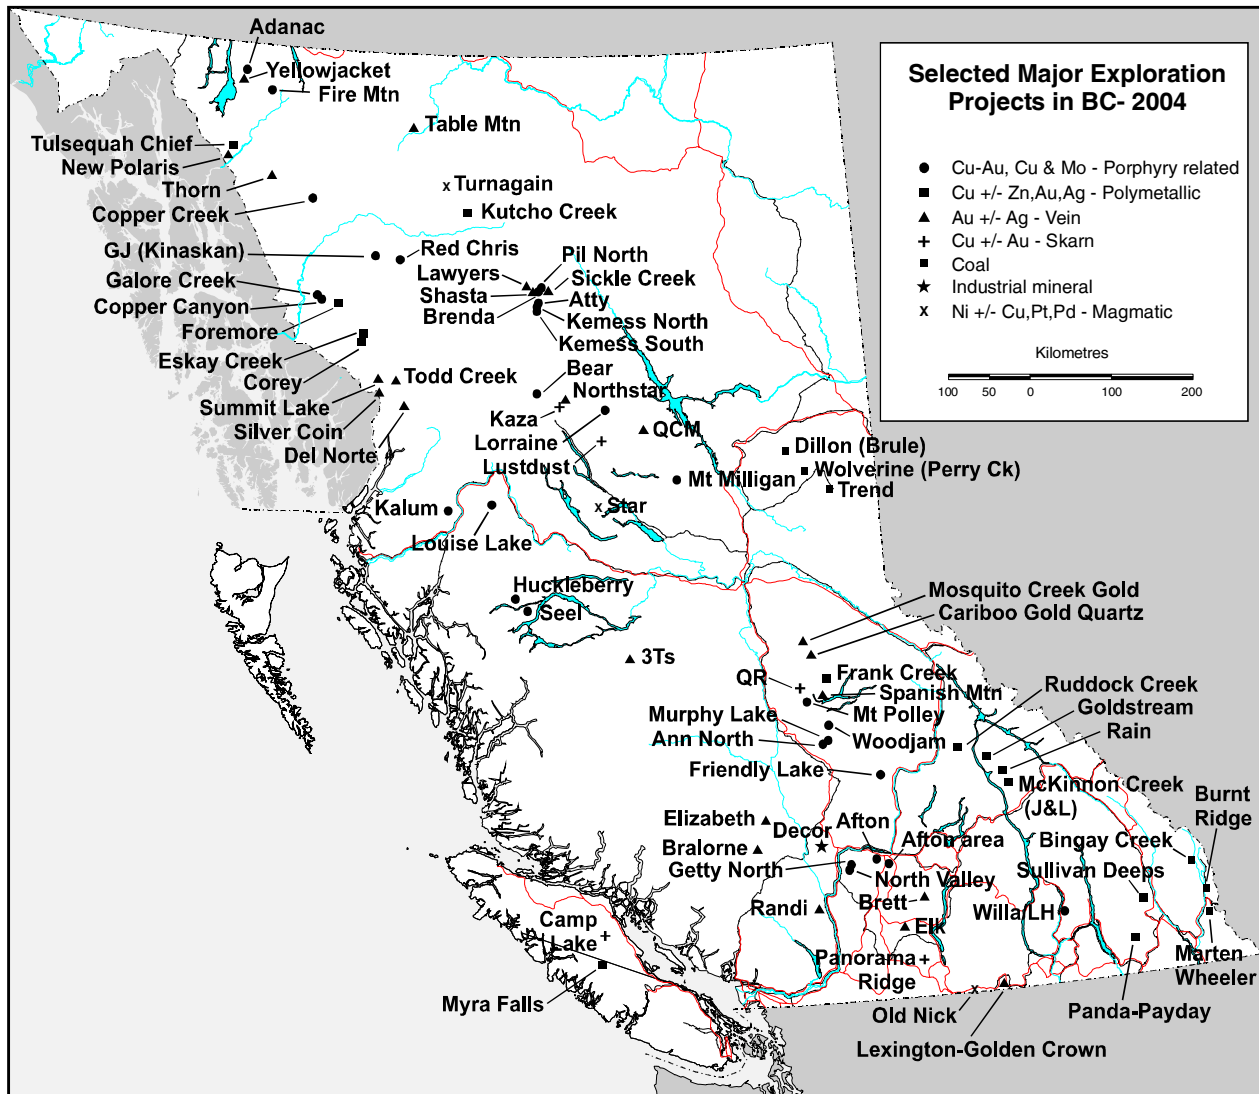 Adanac
Yellowjacket
Fire Mtn
Table Mtn
Tulsequah Chief
New Polaris
Thorn
Copper Creek
Turnagain
Kutcho Creek
GJ (Kinaskan)
Red Chris
Galore Creek
Copper Canyon
Foremore
Eskay Creek
Corey
Summit Lake
Silver Coin
Del Norte
Todd Creek
Pil North
Lawyers
Sickle Creek
Shasta
Atty
Brenda
Kemess North
Kemess South
Bear
Northstar
Kaza
Lorraine
QCM
Lustdust
Mt Milligan
Star
Kalum
Louise Lake
Dillon (Brule)
Wolverine (Perry Ck)
Trend
Huckleberry
Seel
3Ts
Mosquito Creek Gold
Cariboo Gold Quartz
QR
Frank Creek
Spanish Mtn
Mt Polley
Murphy Lake
Woodjam
Ann North
Friendly Lake
Ruddock Creek
Goldstream
Rain
McKinnon Creek
(J&L)
Burnt
Ridge
Elizabeth
Decor
Afton
Afton area
Bralorne
Getty North
North Valley
Brett
Bingay Creek
Sullivan Deeps
Randi
Elk
Willa/LH
Panorama
Ridge
Marten
Wheeler
Camp
Lake
Myra Falls
Old Nick
Panda-Payday
Lexington-Golden Crown
Selected Major Exploration
Projects in BC- 2004
Cu-Au, Cu & Mo - Porphyry related
Cu +/- Zn,Au,Ag - Polymetallic
Au +/- Ag - Vein
Cu +/- Au - Skarn
Coal
Industrial mineral
Ni +/- Cu,Pt,Pd - Magmatic
Kilometres
100 50 0 100 200